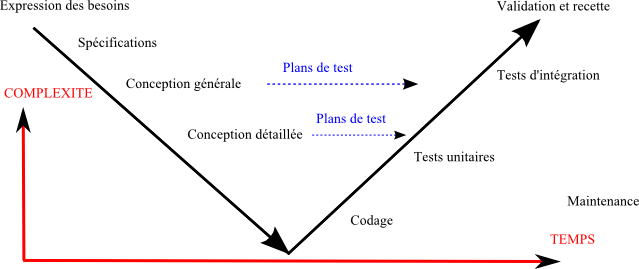 Expression des besoins
Validation et recette
Spécifications
Plans de test
Tests d'intégration
Conception générale
COMPLEXITE
Plans de test
Conception détaillée
Tests unitaires
Maintenance
Codage
TEMPS